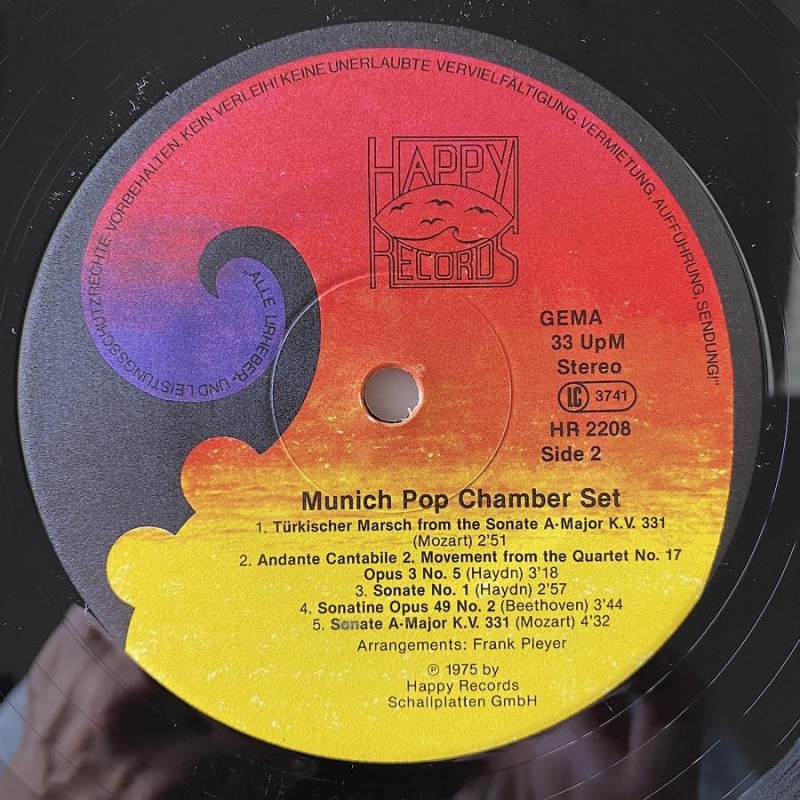 „ALLE URHEBER- UND LEISTUNGSSCHUTZRECHTE VORBEHALTEN. KEIN VERLEIH! KEINE UNERLAUBTE VERVIELFÄLTIGUNG, VERMIETUNG, AUFFÜHRUNG, SENDUNG!"
HAPPY
RECORDS
GEMA
33 UpM
Stereo
LC 3741
HR 2208
Side 2
Munich Pop Chamber Set
1. Türkischer Marsch from the Sonate A-Major K.V. 331
(Mozart) 2'51
2. Andante Cantabile 2. Movement from the Quartet No. 17
Opus 3 No. 5 (Haydn) 3'18
3. Sonate No. 1 (Haydn) 2'57
4. Sonatine Opus 49 No. 2 (Beethoven) 3'44
5. Sonate A-Major K.V. 331 (Mozart) 4'32
Arrangements: Frank Pleyer
℗ 1975 by
Happy Records
Schallplatten GmbH